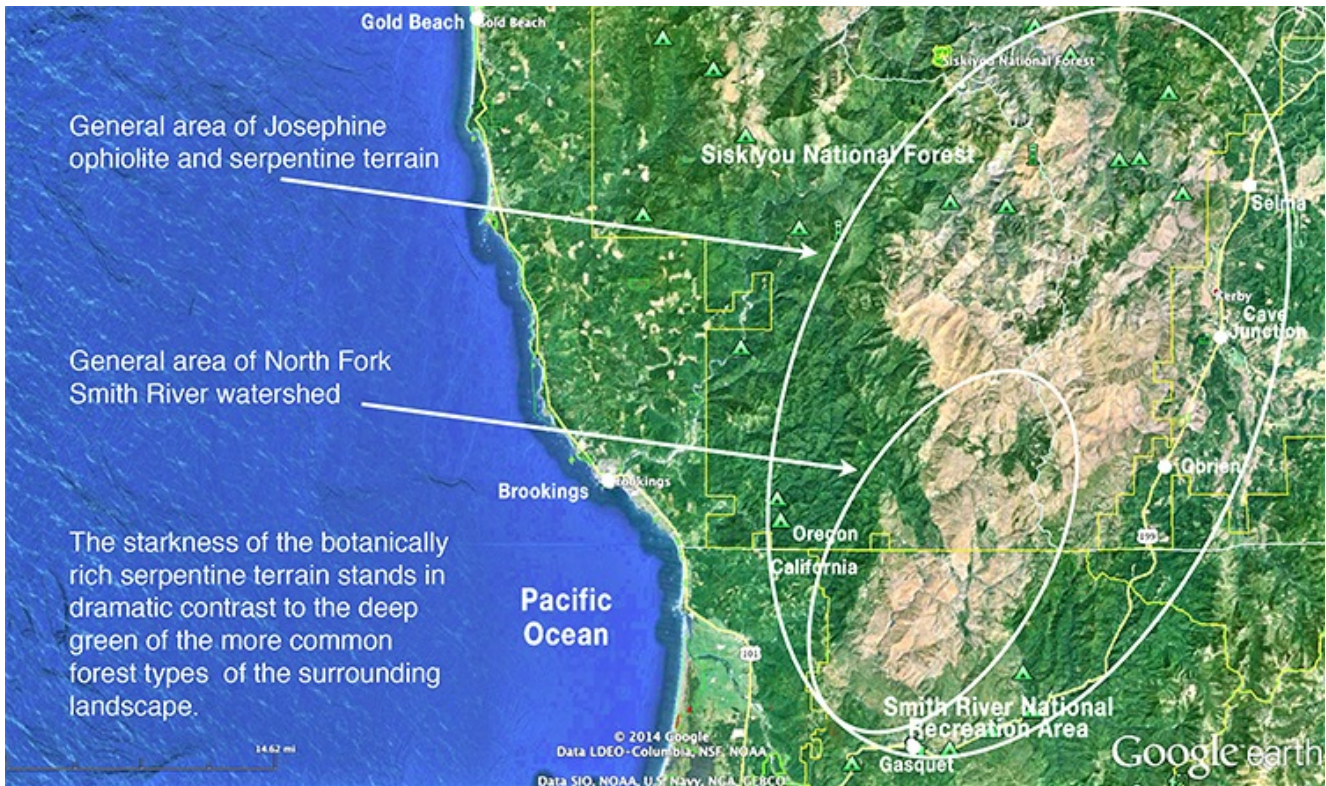 Gold Beach
Gold Beach
Siskiyou National Forest
General area of Josephine
ophiolite and serpentine terrain
Siskiyou National Forest
Selma
Kerby
Cave
Junction
General area of North Fork
Smith River watershed
Obrien
Brookings
Oregon
199
California
The starkness of the botanically
rich serpentine terrain stands in
dramatic contrast to the deep
green of the more common
forest types of the surrounding
landscape.
Pacific
Ocean
101
Smith River National
Recreation Area
Gasquet
14.62 mi
© 2014 Google
Data LDEO-Columbia, NSF, NOAA
Data SIO, NOAA, U.S. Navy, NGA, GEBCO
Google earth